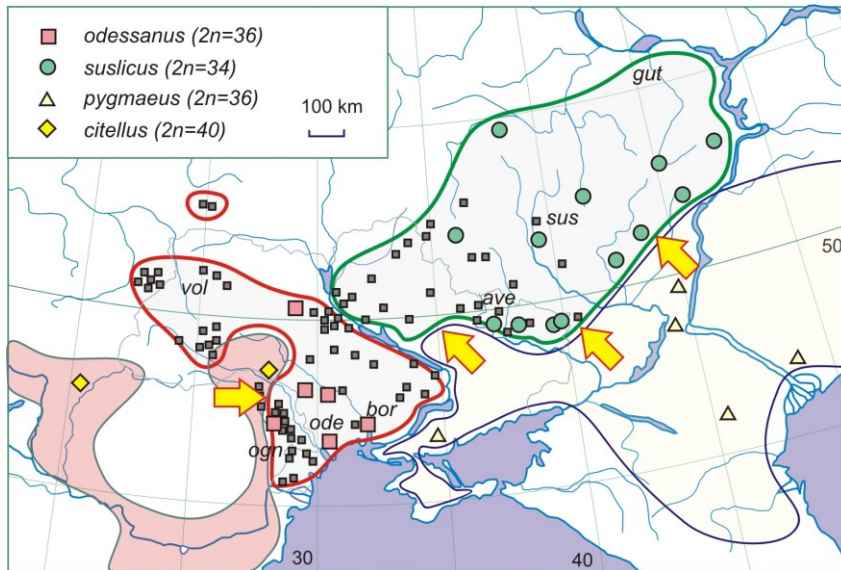 odessanus (2n=36)
suslicus (2n=34)
pygmaeus (2n=36)
citellus (2n=40)
100 km
gut
sus
50
vol
ave
bor
ode
ogn
30
40